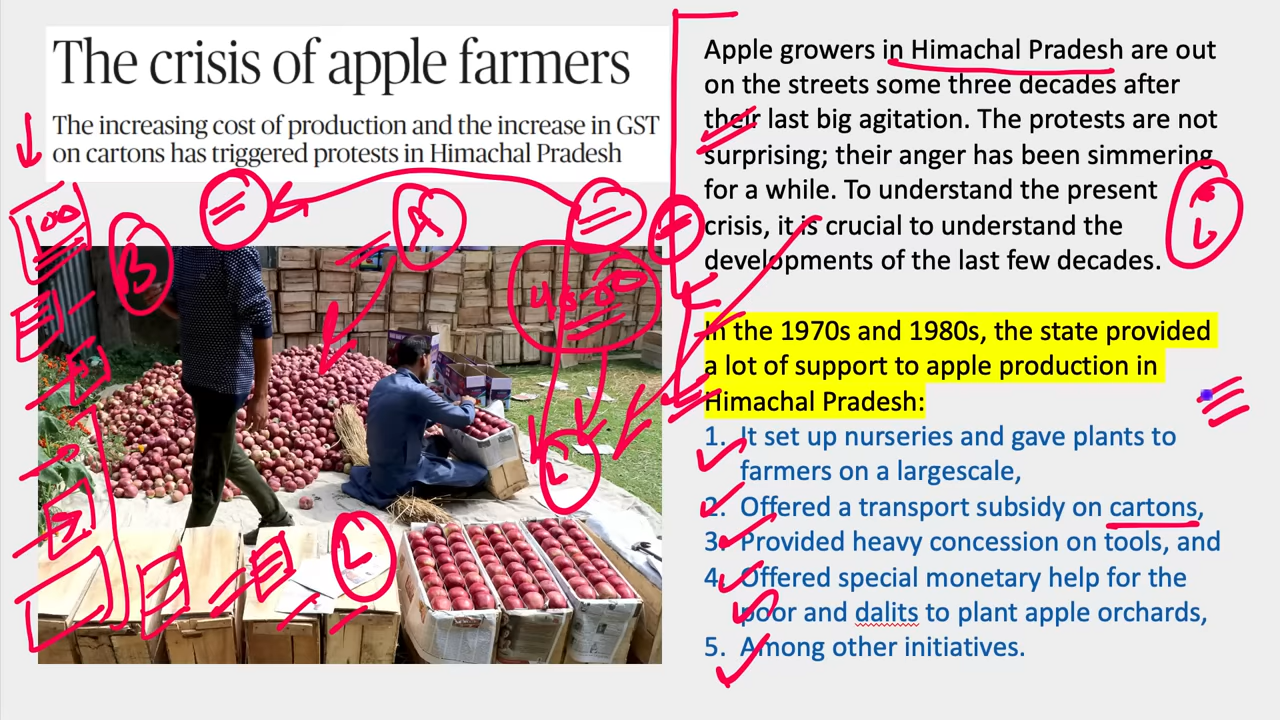 The crisis of apple farmers
The increasing cost of production and the increase in GST
on cartons has triggered protests in Himachal Pradesh
Apple growers in Himachal Pradesh are out
on the streets some three decades after
their last big agitation. The protests are not
surprising; their anger has been simmering
for a while. To understand the present
crisis, it is crucial to understand the
developments of the last few decades.
In the 1970s and 1980s, the state provided
a lot of support to apple production in
Himachal Pradesh:
1. It set up nurseries and gave plants to
farmers on a largescale,
2. Offered a transport subsidy on cartons,
3. Provided heavy concession on tools, and
4. Offered special monetary help for the
poor and dalits to plant apple orchards,
5. Among other initiatives.
100
B
A
L
L